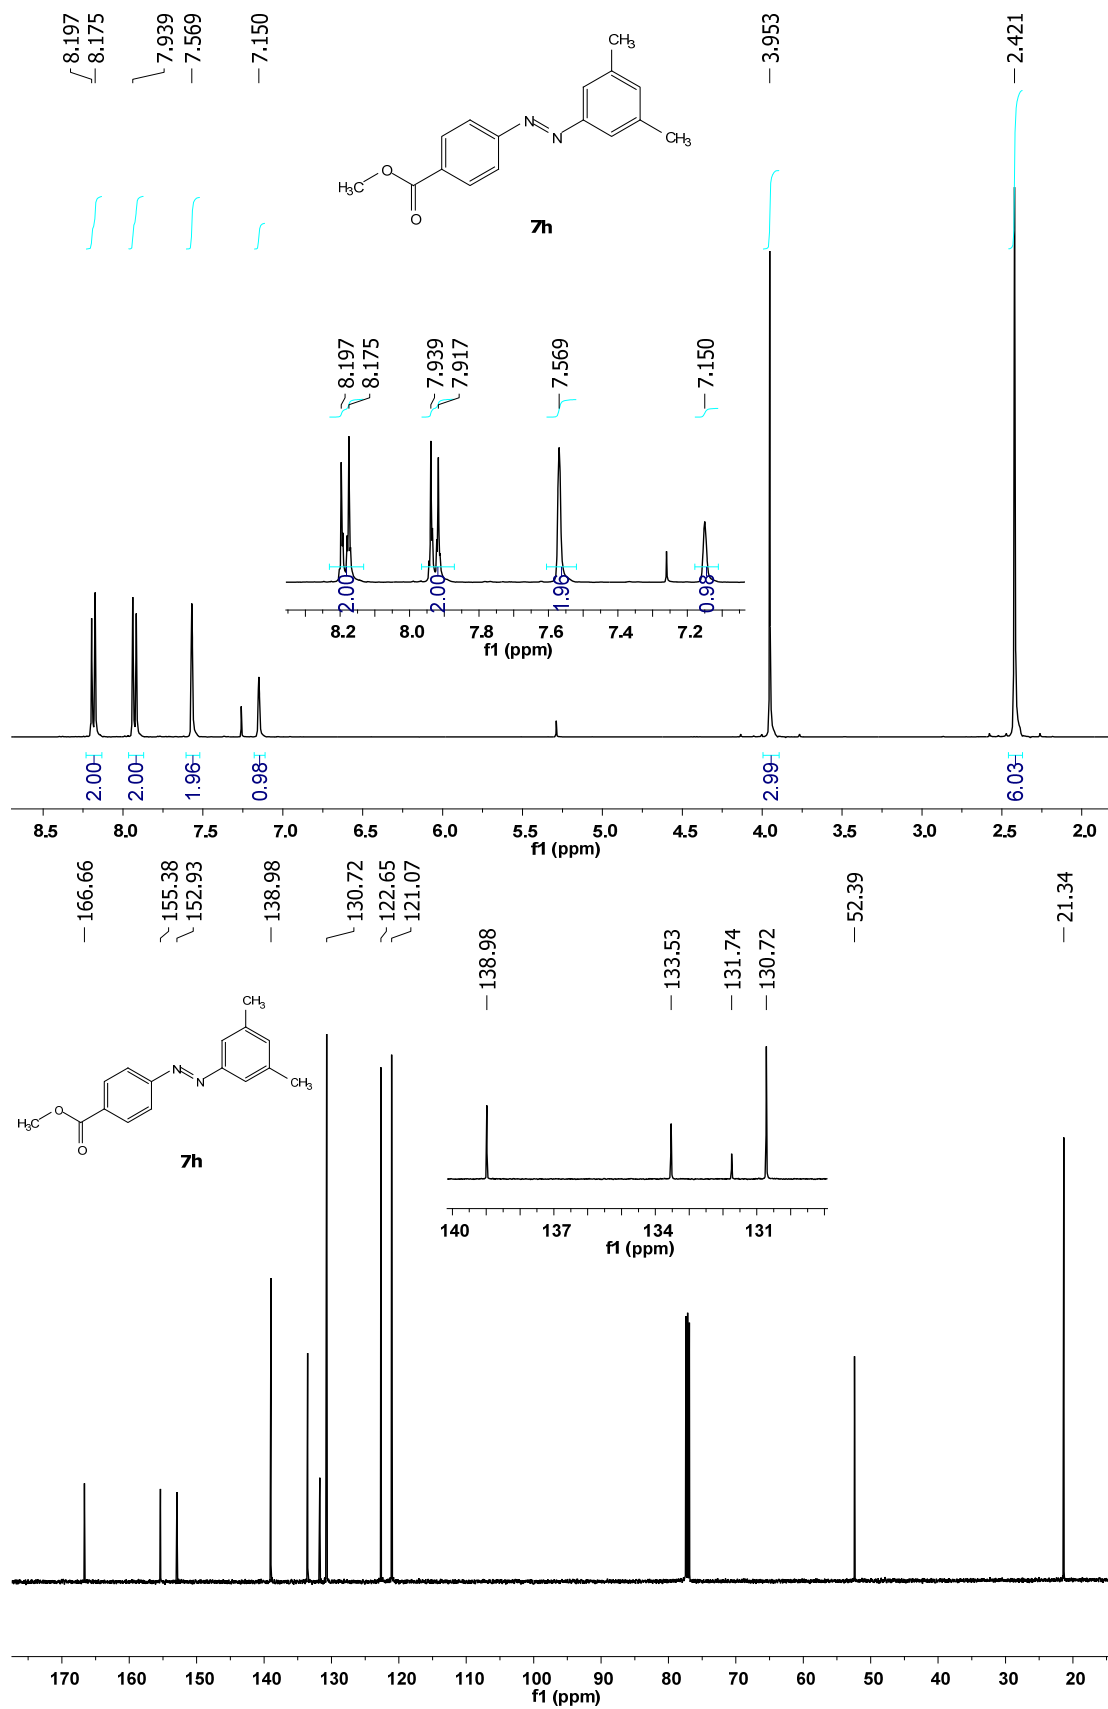 8.197
8.175
7.939
7.569
7.150
3.953
2.421
CH₃
N
N
CH₃
O
H₃C
O
7h
8.197
8.175
7.939
7.917
7.569
7.150
2.00
2.00
1.96
0.98
8.2 8.0 7.8 7.6 7.4 7.2
f1 (ppm)
2.00
2.00
1.96
0.98
2.99
6.03
8.5 8.0 7.5 7.0 6.5 6.0 5.5 5.0 4.5 4.0 3.5 3.0 2.5 2.0
f1 (ppm)
166.66
155.38
152.93
138.98
130.72
122.65
121.07
52.39
21.34
CH₃
N
N
CH₃
O
H₃C
O
7h
138.98
133.53
131.74
130.72
140 137 134 131
f1 (ppm)
170 160 150 140 130 120 110 100 90 80 70 60 50 40 30 20
f1 (ppm)